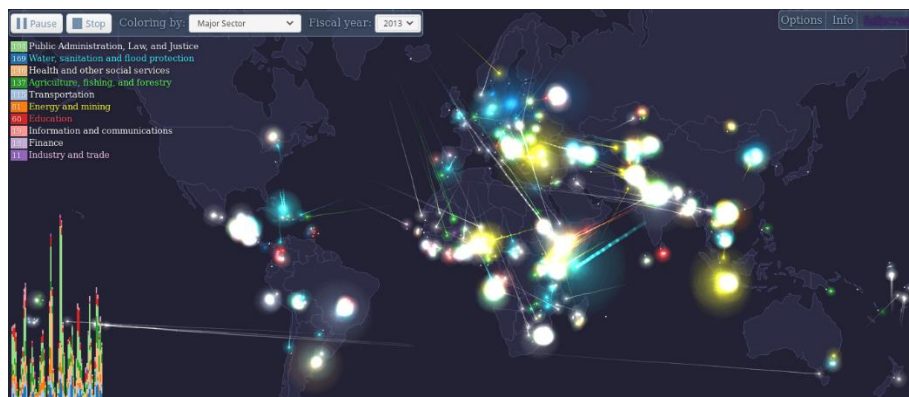 Pause Stop Coloring by: Major Sector Fiscal year: 2013 Options Info
Public Administration, Law, and Justice
169 Water, sanitation and flood protection
Health and other social services
137 Agriculture, fishing, and forestry
Transportation
Energy and mining
60 Education
Information and communications
Finance
11 Industry and trade